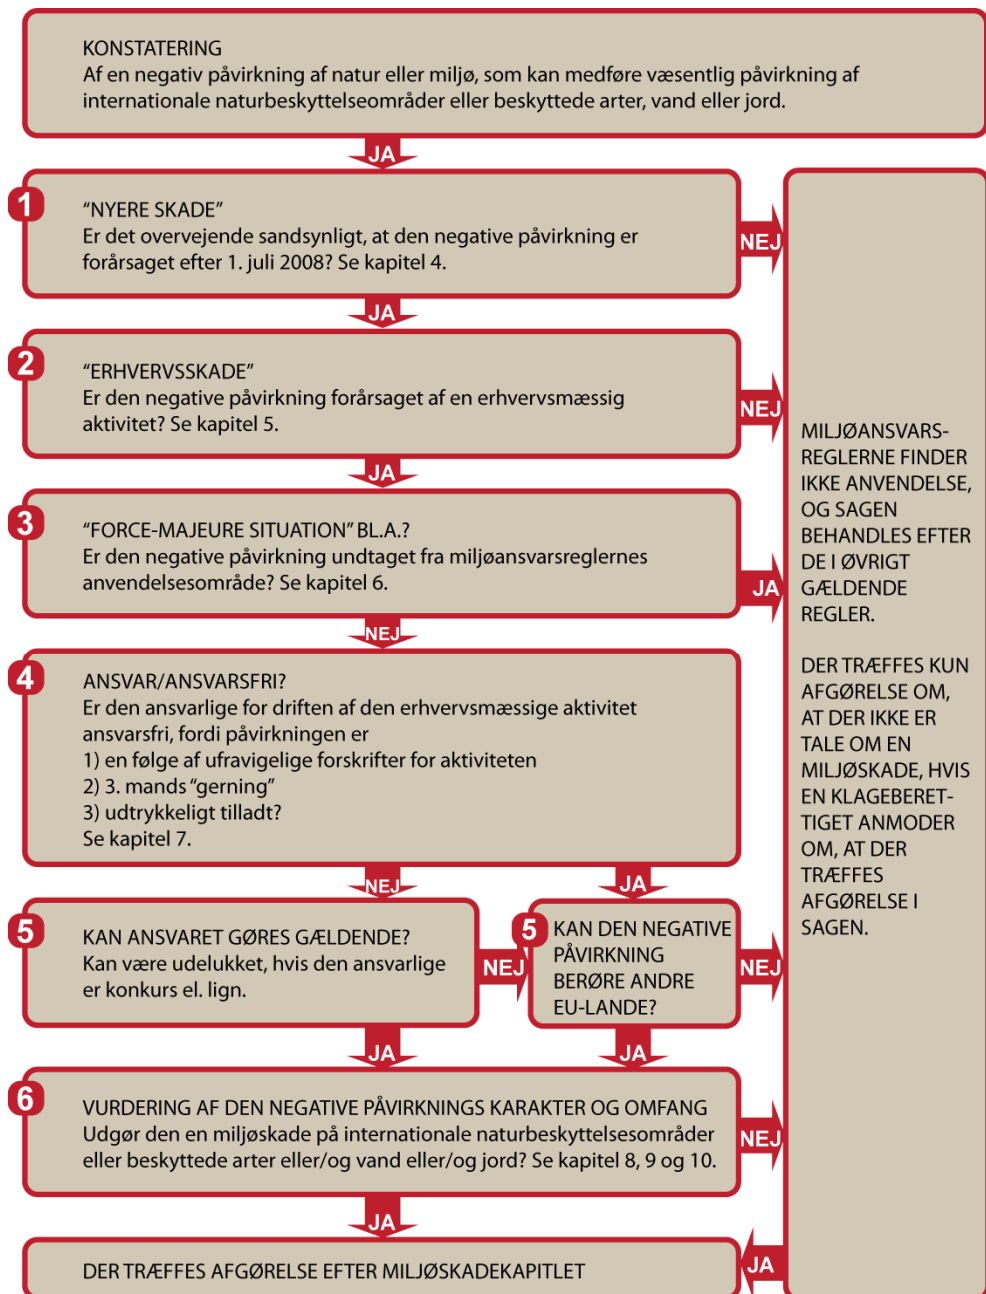 KONSTATERING
Af en negativ påvirkning af natur eller miljø, som kan medføre væsentlig påvirkning af
internationale naturbeskyttelseområder eller beskyttede arter, vand eller jord.
JA
1
"NYERE SKADE"
Er det overvejende sandsynligt, at den negative påvirkning er
forårsaget efter 1. juli 2008? Se kapitel 4.
NEJ
JA
2
"ERHVERVSSKADE"
Er den negative påvirkning forårsaget af en erhvervsmæssig
aktivitet? Se kapitel 5.
NEJ
JA
3
"FORCE-MAJEURE SITUATION" BL.A.?
Er den negative påvirkning undtaget fra miljøansvarsreglernes
anvendelsesområde? Se kapitel 6.
JA
NEJ
4
ANSVAR/ANSVARSFRI?
Er den ansvarlige for driften af den erhvervsmæssige aktivitet
ansvarsfri, fordi påvirkningen er
1) en følge af ufravigelige forskrifter for aktiviteten
2) 3. mands "gerning"
3) udtrykkeligt tilladt?
Se kapitel 7.
NEJ
JA
5
KAN ANSVARET GØRES GÆLDENDE?
Kan være udelukket, hvis den ansvarlige
er konkurs el. lign.
NEJ
5
KAN DEN NEGATIVE
PÅVIRKNING
BERØRE ANDRE
EU-LANDE?
NEJ
JA
JA
6
VURDERING AF DEN NEGATIVE PÅVIRKNINGS KARAKTER OG OMFANG
Udgør den en miljøskade på internationale naturbeskyttelsesområder
eller beskyttede arter eller/og vand eller/og jord? Se kapitel 8, 9 og 10.
NEJ
JA
DER TRÆFFES AFGØRELSE EFTER MILJØSKADEKAPITLET
JA
MILJØANSVARS-
REGLERNE FINDER
IKKE ANVENDELSE,
OG SAGEN
BEHANDLES EFTER
DE I ØVRIGT
GÆLDENDE
REGLER.
DER TRÆFFES KUN
AFGØRELSE OM,
AT DER IKKE ER
TALE OM EN
MILJØSKADE, HVIS
EN KLAGEBERET-
TIGET ANMODER
OM, AT DER
TRÆFFES
AFGØRELSE I
SAGEN.